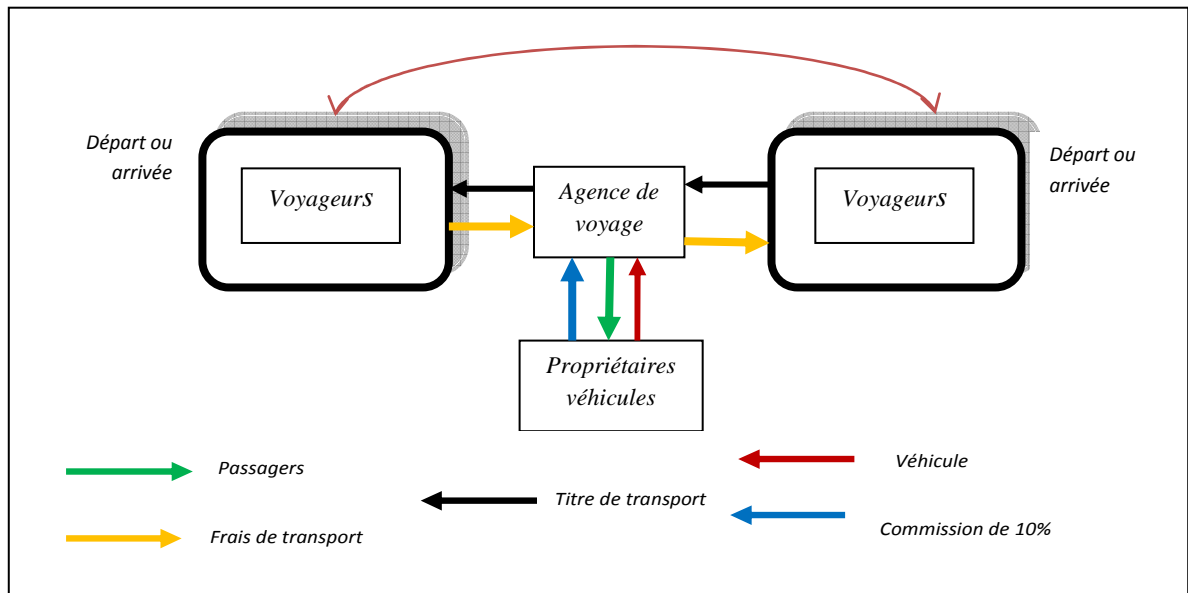 Départ ou
arrivée
Voyageurs
Agence de
voyage
Voyageurs
Départ ou
arrivée
Propriétaires
véhicules
Passagers
Véhicule
Titre de transport
Frais de transport
Commission de 10%